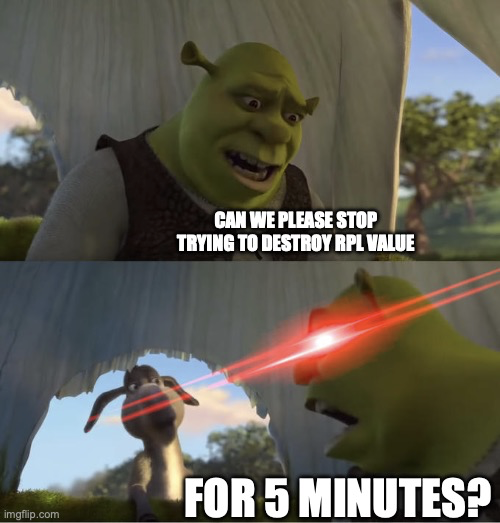 CAN WE PLEASE STOP
TRYING TO DESTROY RPL VALUE
FOR 5 MINUTES?
imgflip.com